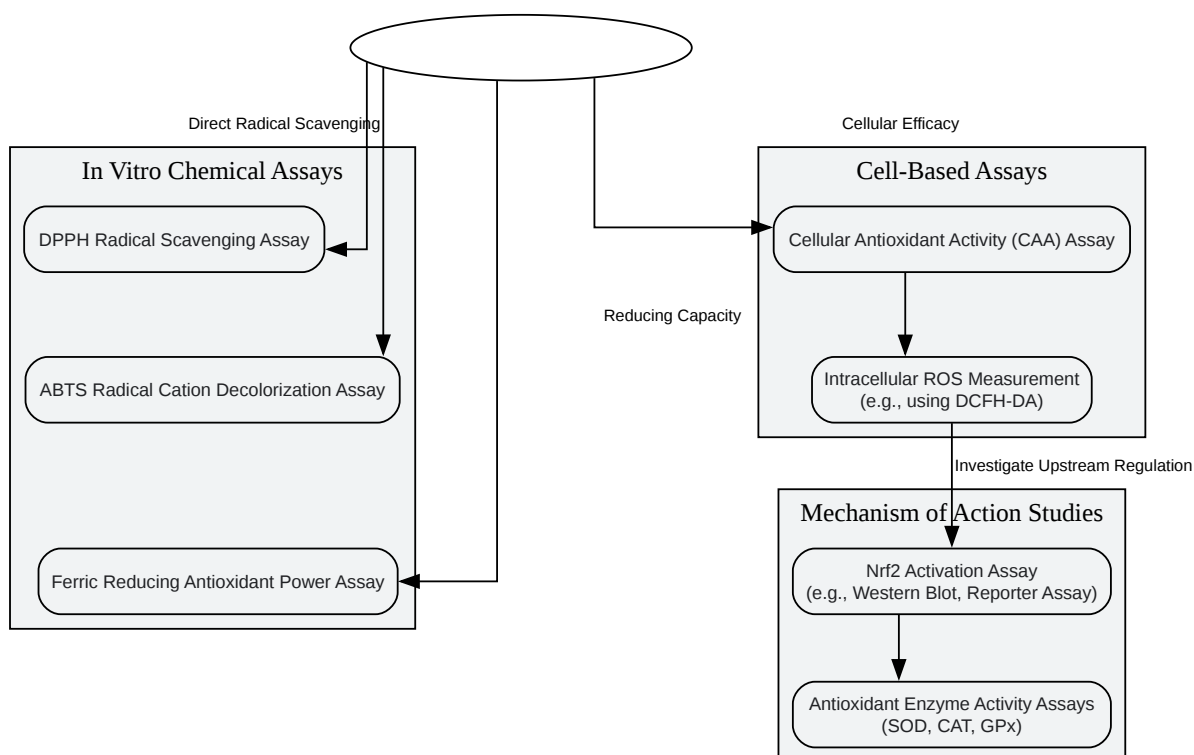 Direct Radical Scavenging
Cellular Efficacy
In Vitro Chemical Assays
DPPH Radical Scavenging Assay
ABTS Radical Cation Decolorization Assay
Ferric Reducing Antioxidant Power Assay
Reducing Capacity
Cell-Based Assays
Cellular Antioxidant Activity (CAA) Assay
Intracellular ROS Measurement
(e.g., using DCFH-DA)
Investigate Upstream Regulation
Mechanism of Action Studies
Nrf2 Activation Assay
(e.g., Western Blot, Reporter Assay)
Antioxidant Enzyme Activity Assays
(SOD, CAT, GPx)